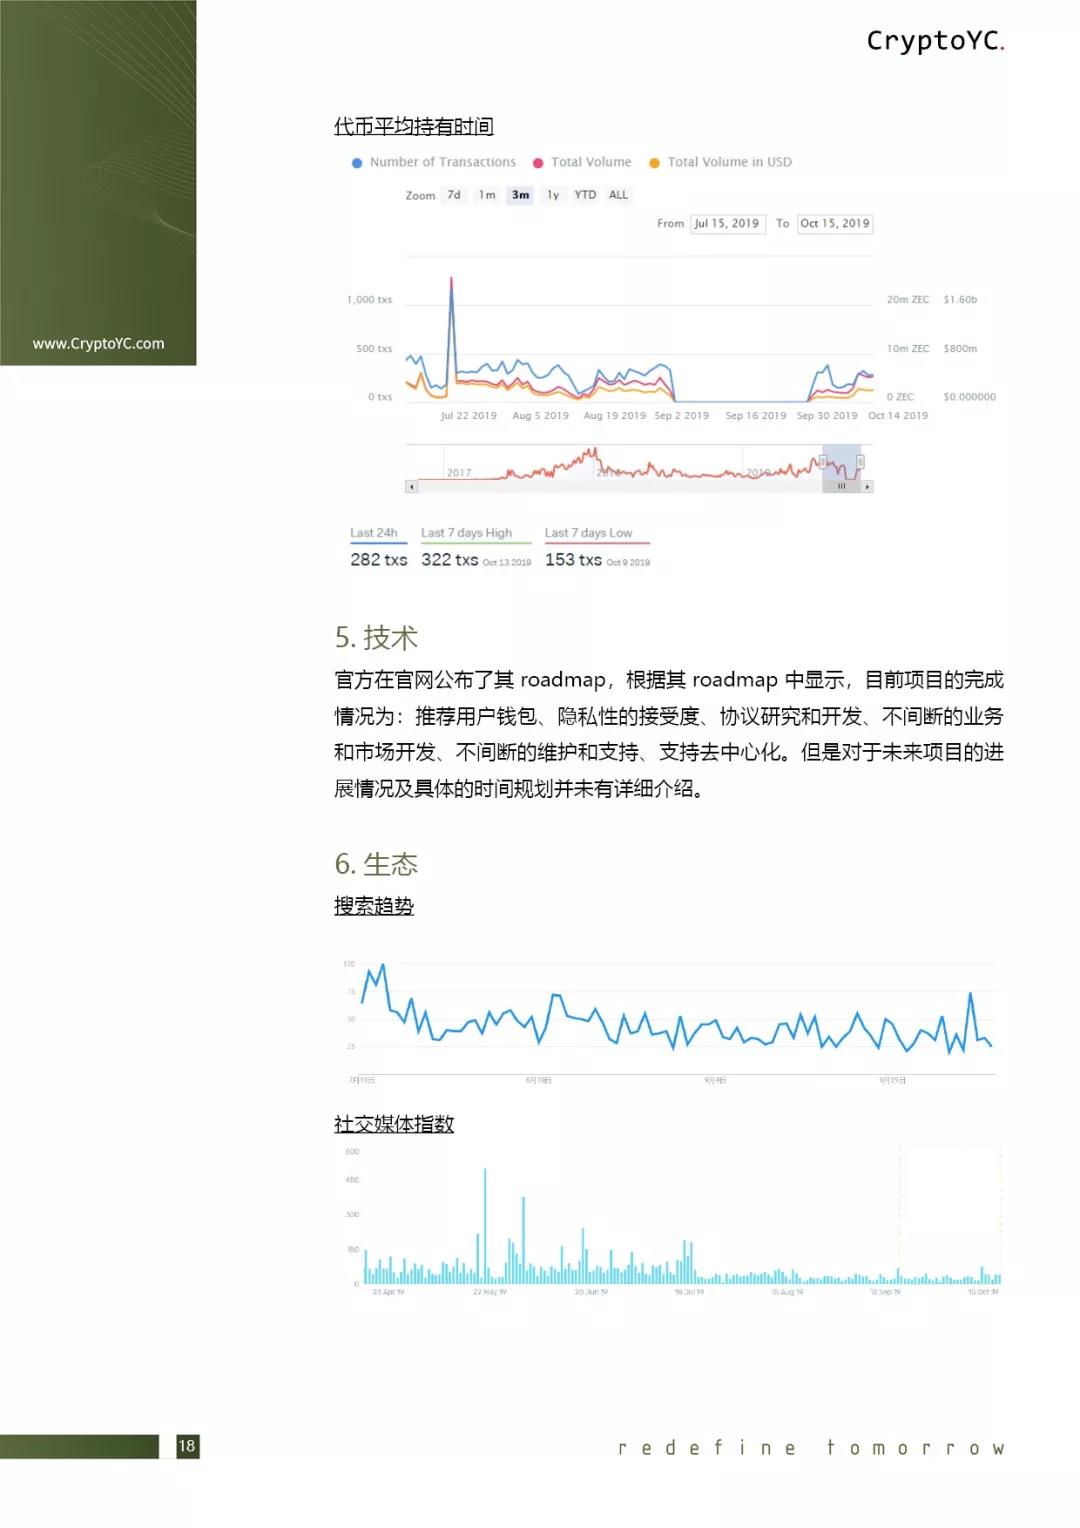 CryptoYC.
www.CryptoYC.com
代币平均持有时间
Number of Transactions Total Volume Total Volume in USD
Zoom 7d 1m 3m 1y YTD ALL
From Jul 15, 2019 To Oct 15, 2019
1,000 txs 20m ZEC $1.60b
500 txs 10m ZEC $800m
0 txs 0 ZEC $0.000000
Jul 22 2019 Aug 5 2019 Aug 19 2019 Sep 2 2019 Sep 16 2019 Sep 30 2019 Oct 14 2019
2017 2018 2019
Last 24h Last 7 days High Last 7 days Low
282 txs 322 txs Oct 13 2019 153 txs Oct 9 2019
5. 技术
官方在官网公布了其 roadmap，根据其 roadmap 中显示，目前项目的完成
情况为：推荐用户钱包、隐私性的接受度、协议研究和开发、不间断的业务
和市场开发、不间断的维护和支持、支持去中心化。但是对于未来项目的进
展情况及具体的时间规划并未有详细介绍。
6. 生态
搜索趋势
100
75
50
25
7月16日 8月10日 9月4日 9月29日
社交媒体指数
600
450
300
150
0
23 Apr 19 22 May 19 20 Jun 19 18 Jul 19 15 Aug 19 12 Sep 19 15 Oct 19
18
redefine tomorrow